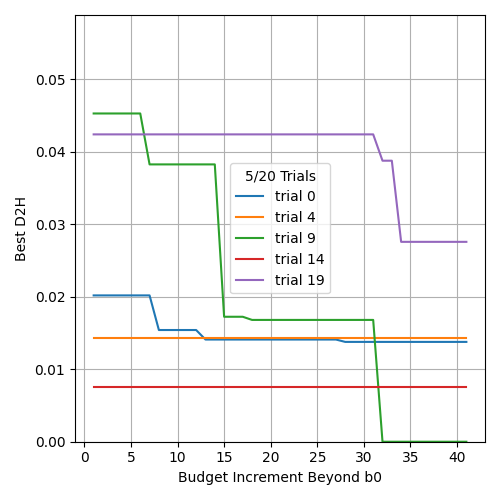 0.05
0.04
0.03
0.02
0.01
0.00
Best D2H
5/20 Trials
trial 0
trial 4
trial 9
trial 14
trial 19
0 5 10 15 20 25 30 35 40
Budget Increment Beyond b0